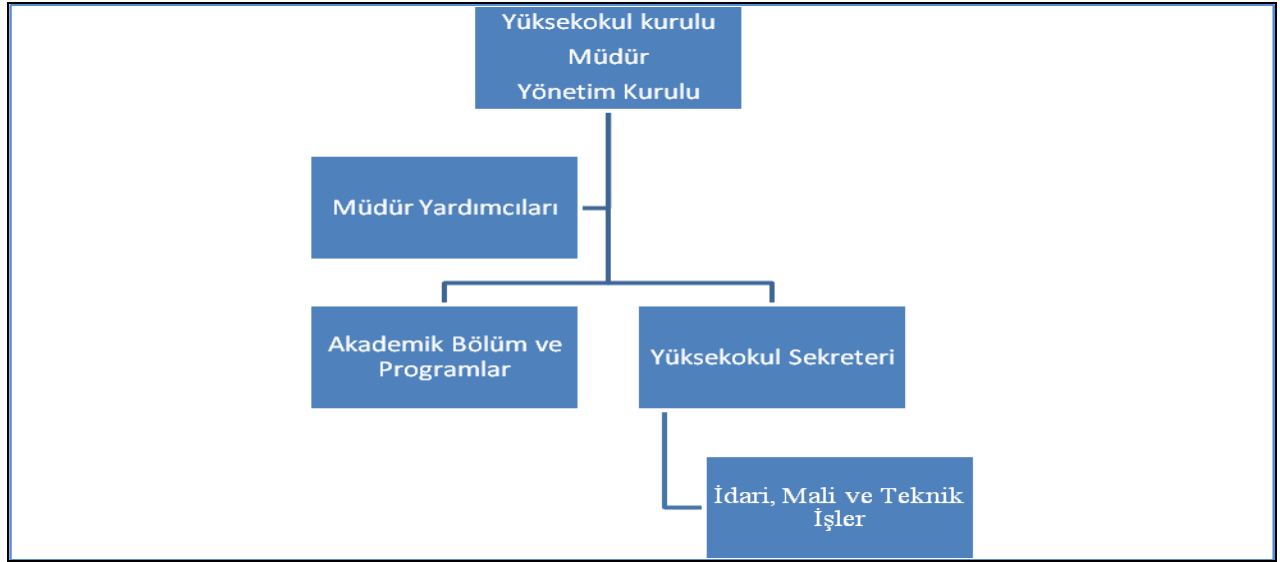 Yüksekokul kurulu
Müdür
Yönetim Kurulu
Müdür Yardımcıları
Akademik Bölüm ve
Programlar
Yüksekokul Sekreteri
İdari, Mali ve Teknik
İşler